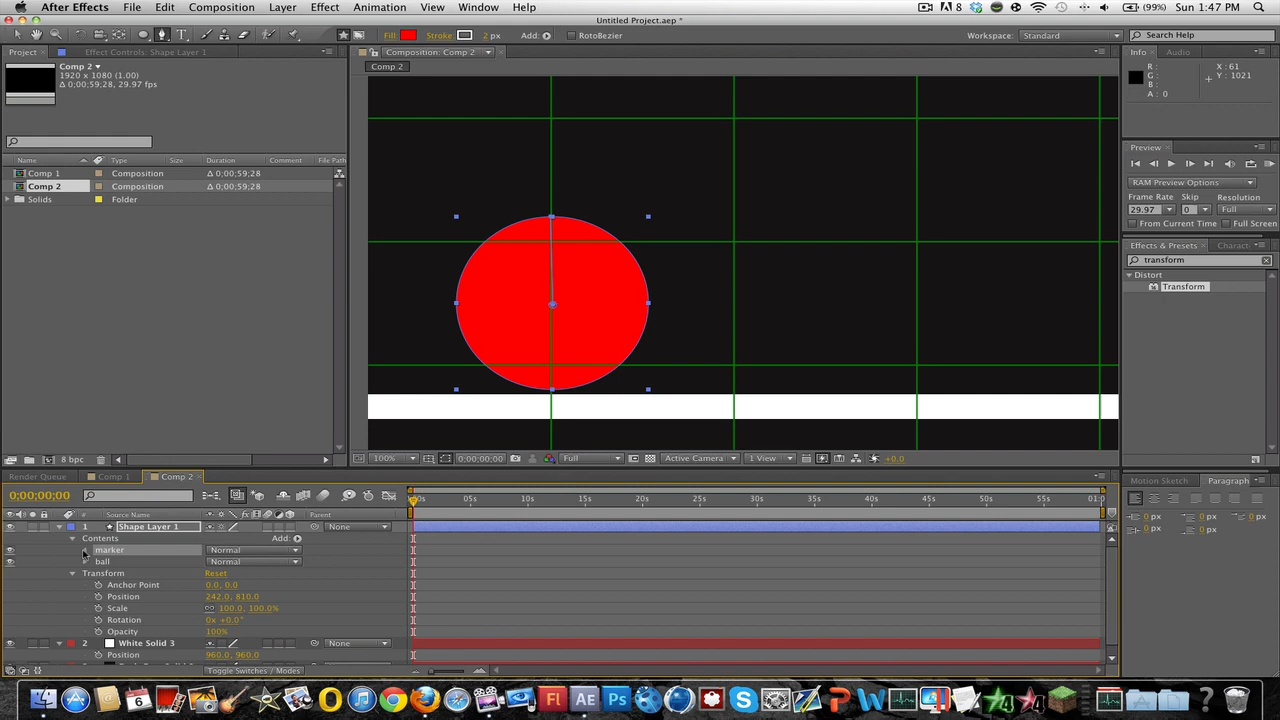 After Effects File Edit Composition Layer Effect Animation View Window Help 8 (99%) Sun 1:47 PM
Untitled Project.aep *
Fill: Stroke: 2 px Add: RotoBezier Workspace: Standard Search Help
Project Effect Controls: Shape Layer 1 Composition: Comp 2 Info Audio
Comp 2
1920 x 1080 (1.00)
Δ 0;00;59;28, 29.97 fps
Comp 2
R : X : 61
G : Y : 1021
B :
A : 0
Preview
Name Type Size Duration Comment File Path
Comp 1 Composition Δ 0;00;59;28
Comp 2 Composition Δ 0;00;59;28
Solids Folder
RAM Preview Options
Frame Rate Skip Resolution
29.97 0 Full
From Current Time Full Screen
Effects & Presets Charact
transform
Distort
Transform
8 bpc 100% 0;00;00;00 Full Active Camera 1 View +0.0
Render Queue Comp 1 Comp 2
0;00;00;00
# Source Name Parent
00s 05s 10s 15s 20s 25s 30s 35s 40s 45s 50s 55s 01:0
1 Shape Layer 1 None
Contents Add:
marker Normal
ball Normal
Transform Reset
Anchor Point 0.0, 0.0
Position 242.0, 810.0
Scale 100.0, 100.0%
Rotation 0x +0.0°
Opacity 100%
2 White Solid 3 None
Position 960.0, 960.0
Toggle Switches / Modes
Motion Sketch Paragraph
0 px 0 px
0 px 0 px